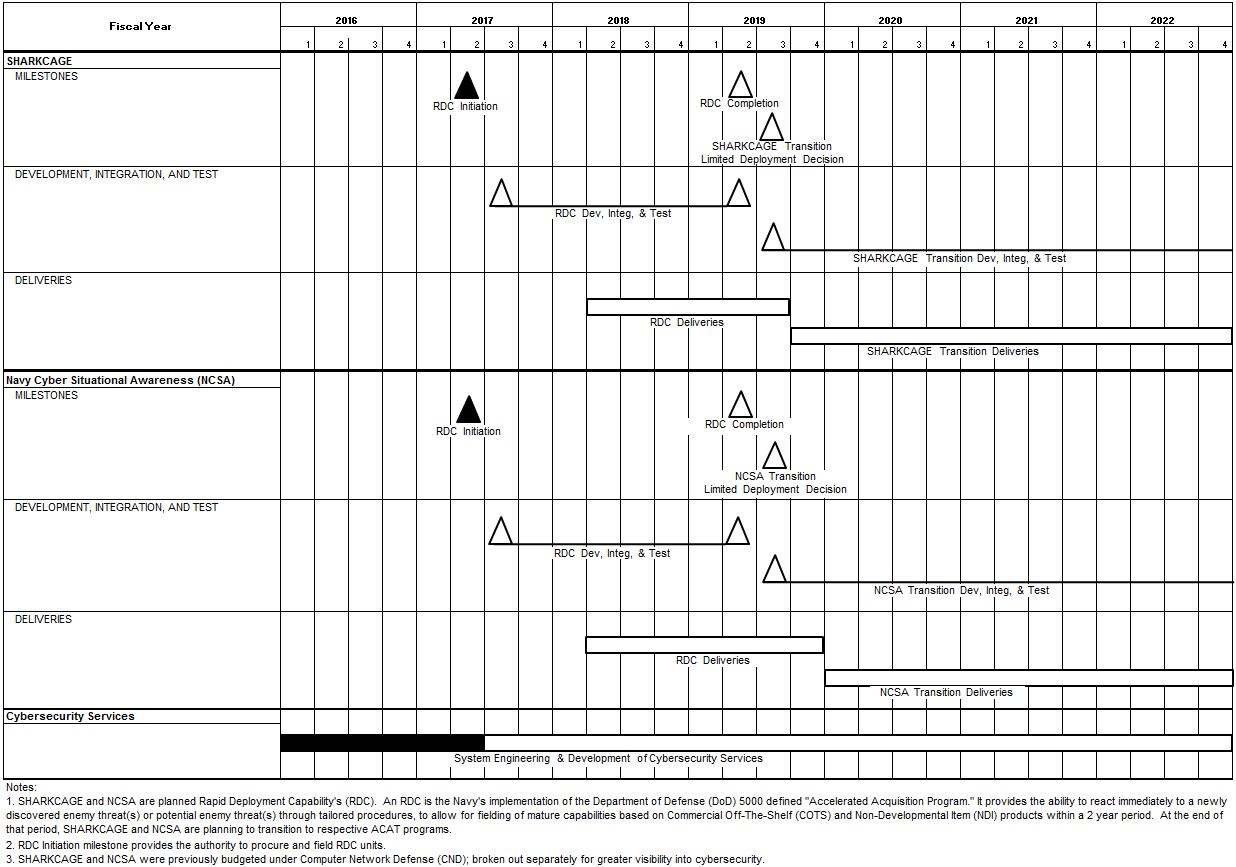 Fiscal Year 2016 2017 2018 2019 2020 2021 2022
1 2 3 4 1 2 3 4 1 2 3 4 1 2 3 4 1 2 3 4 1 2 3 4 1 2 3 4
SHARKCAGE
MILESTONES
RDC Initiation
RDC Completion
SHARKCAGE Transition
Limited Deployment Decision
DEVELOPMENT, INTEGRATION, AND TEST
RDC Dev, Integ, & Test
SHARKCAGE Transition Dev, Integ, & Test
DELIVERIES
RDC Deliveries
SHARKCAGE Transition Deliveries
Navy Cyber Situational Awareness (NCSA)
MILESTONES
RDC Initiation
RDC Completion
NCSA Transition
Limited Deployment Decision
DEVELOPMENT, INTEGRATION, AND TEST
RDC Dev, Integ, & Test
NCSA Transition Dev, Integ, & Test
DELIVERIES
RDC Deliveries
NCSA Transition Deliveries
Cybersecurity Services
System Engineering & Development of Cybersecurity Services
Notes:
1. SHARKCAGE and NCSA are planned Rapid Deployment Capability's (RDC). An RDC is the Navy's implementation of the Department of Defense (DoD) 5000 defined "Accelerated Acquisition Program." It provides the ability to react immediately to a newly
discovered enemy threat(s) or potential enemy threat(s) through tailored procedures, to allow for fielding of mature capabilities based on Commercial Off-The-Shelf (COTS) and Non-Developmental Item (NDI) products within a 2 year period. At the end of
that period, SHARKCAGE and NCSA are planning to transition to respective ACAT programs.
2. RDC Initiation milestone provides the authority to procure and field RDC units.
3. SHARKCAGE and NCSA were previously budgeted under Computer Network Defense (CND); broken out separately for greater visibility into cybersecurity.